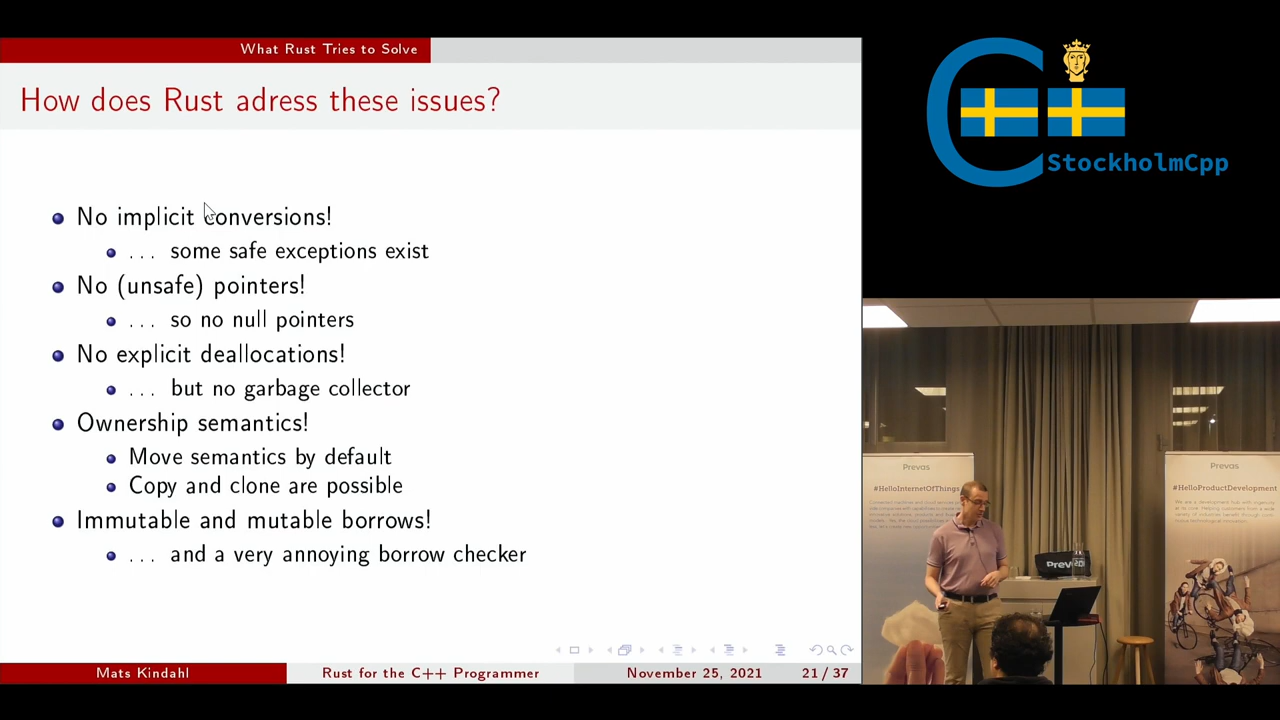 What Rust Tries to Solve
How does Rust adress these issues?
No implicit conversions!
... some safe exceptions exist
No (unsafe) pointers!
... so no null pointers
No explicit deallocations!
... but no garbage collector
Ownership semantics!
Move semantics by default
Copy and clone are possible
Immutable and mutable borrows!
... and a very annoying borrow checker
Mats Kindahl
Rust for the C++ Programmer
November 25, 2021
21 / 37
StockholmCpp
Prevas
#HelloInternetOfThings
Prevas
#HelloProductDevelopment